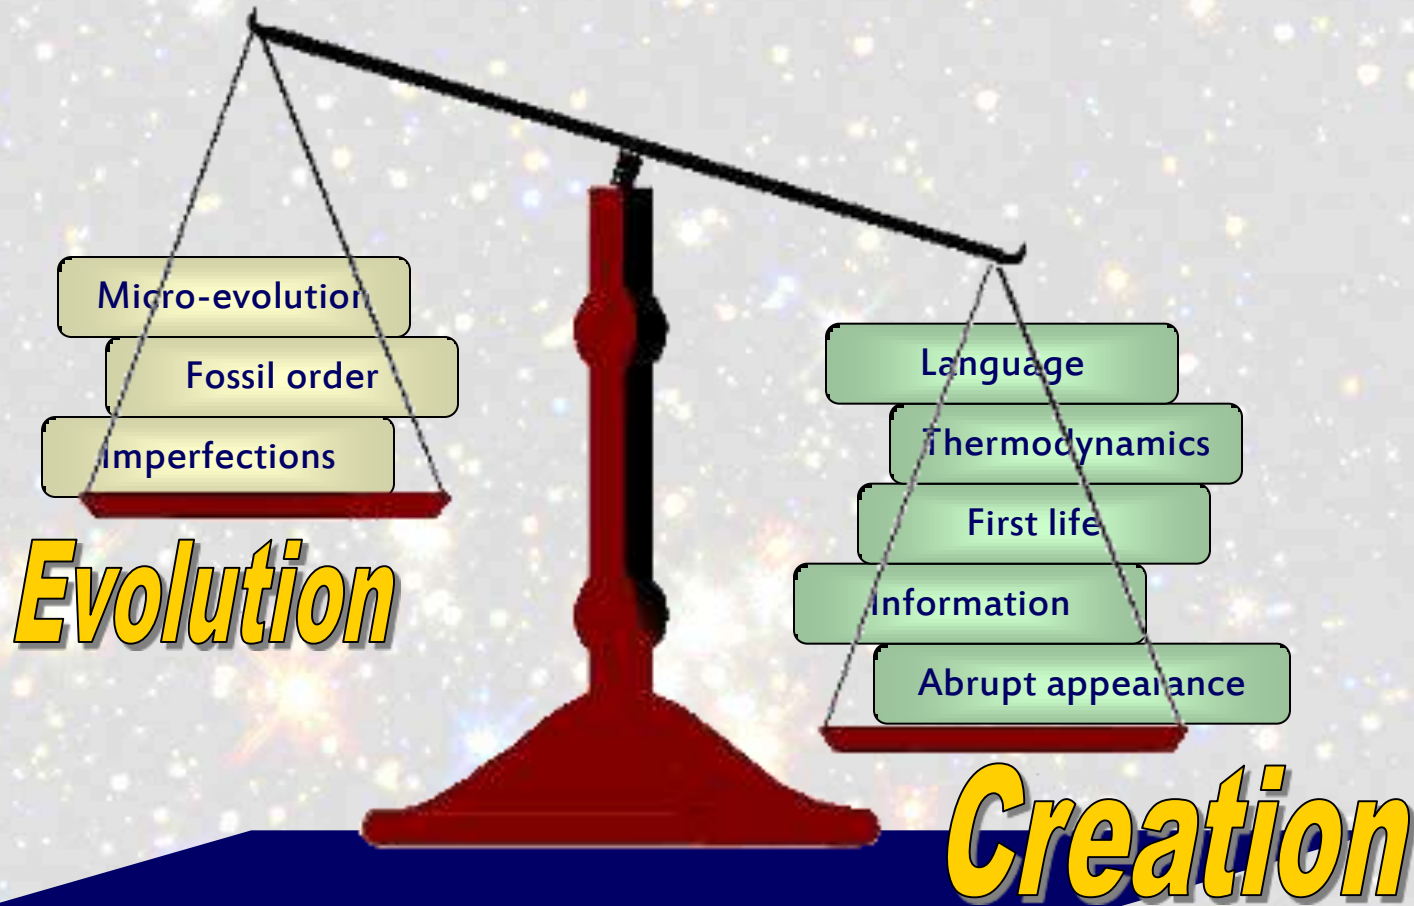 Micro-evolution
Fossil order
Imperfections
Evolution
Language
Thermodynamics
First life
Information
Abrupt appearance
Creation